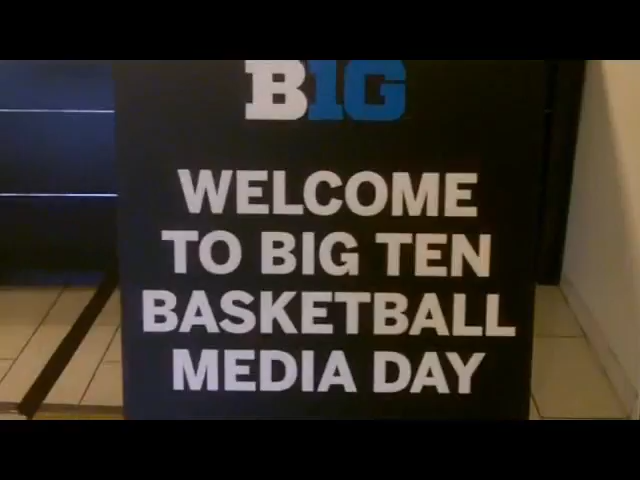 B1G
WELCOME
TO BIG TEN
BASKETBALL
MEDIA DAY